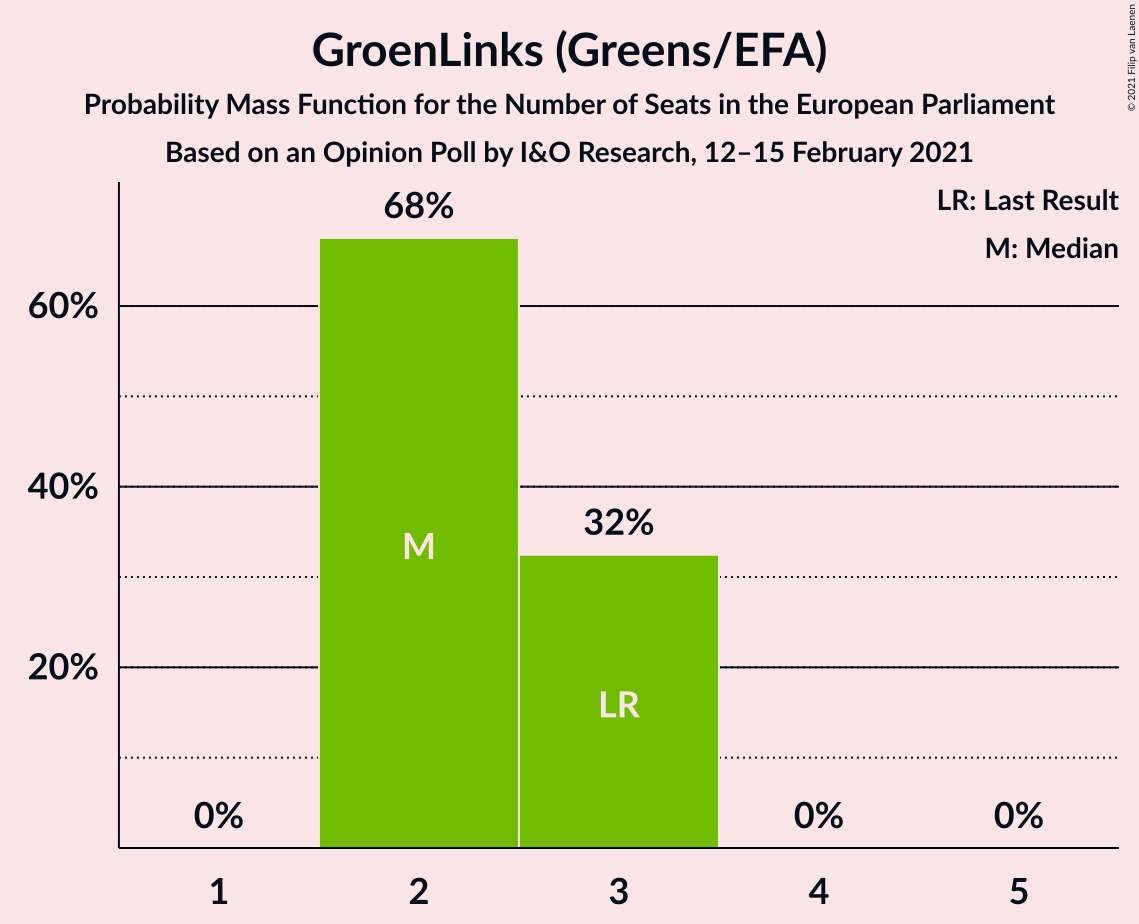 GroenLinks (Greens/EFA)
Probability Mass Function for the Number of Seats in the European Parliament
Based on an Opinion Poll by I&O Research, 12–15 February 2021
© 2021 Filip van Laenen
LR: Last Result
M: Median
68%
60%
40%
32%
M
20%
LR
0%
0%
0%
1
2
3
4
5